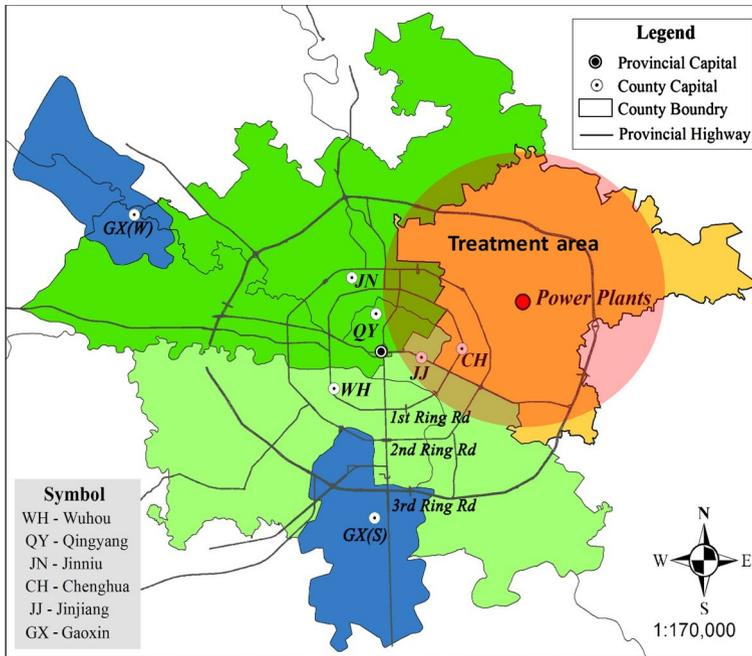 Legend
Provincial Capital
County Capital
County Boundry
Provincial Highway
GX(W)
Treatment area
JN
Power Plants
QY
JJ
CH
WH
1st Ring Rd
2nd Ring Rd
3rd Ring Rd
GX(S)
Symbol
WH - Wuhou
QY - Qingyang
JN - Jinniu
CH - Chenghua
JJ - Jinjiang
GX - Gaoxin
N
W E
S
1:170,000